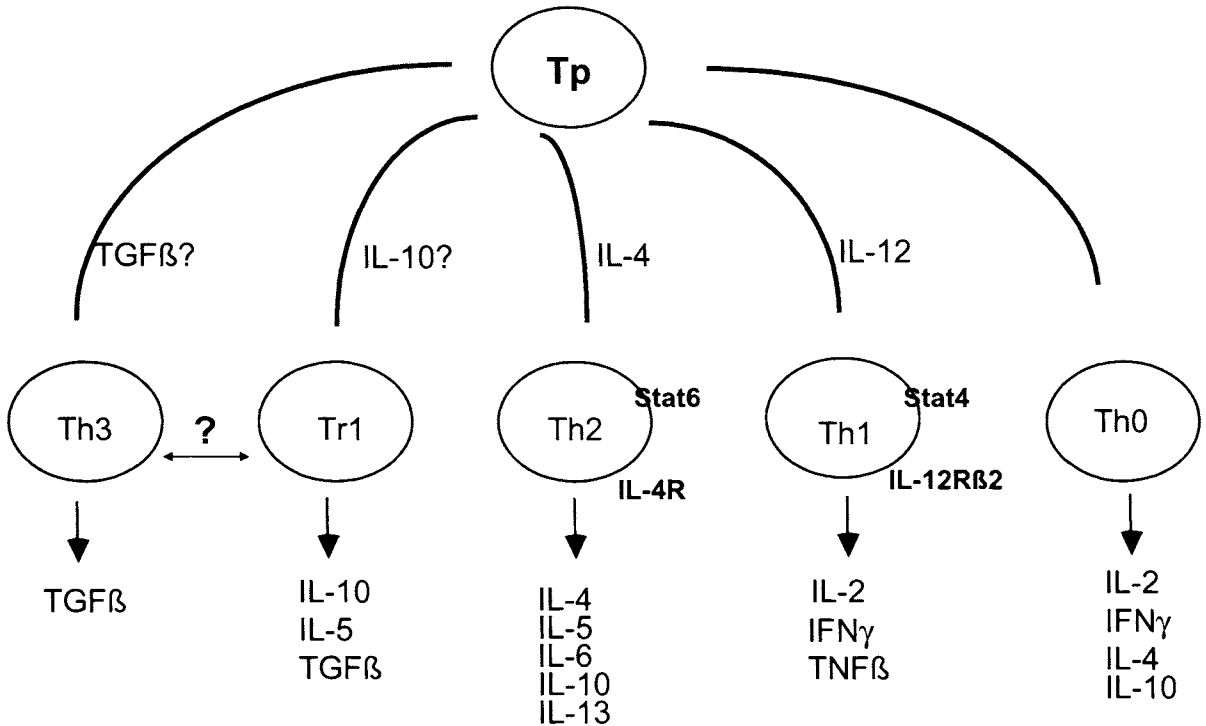 Tp
TGFß?
IL-10?
IL-4
IL-12
Th3
?
Tr1
Th2
Stat6
IL-4R
Th1
Stat4
IL-12Rß2
Th0
TGFß
IL-10
IL-5
TGFß
IL-4
IL-5
IL-6
IL-10
IL-13
IL-2
IFNγ
TNFß
IL-2
IFNγ
IL-4
IL-10